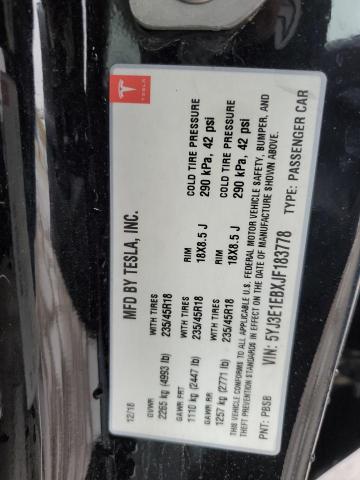 TESLA
MFD BY TESLA, INC.
12/18
GVWR
2265 kg (4993 lb)
WITH TIRES
235/45R18
RIM
18X8.5 J
COLD TIRE PRESSURE
290 kPa, 42 psi
GAWR FRT
1110 kg (2447 lb)
WITH TIRES
235/45R18
RIM
18X8.5 J
COLD TIRE PRESSURE
290 kPa, 42 psi
GAWR RR
1257 kg (2771 lb)
THIS VEHICLE CONFORMS TO ALL APPLICABLE U.S. FEDERAL MOTOR VEHICLE SAFETY, BUMPER, AND
THEFT PREVENTION STANDARDS IN EFFECT ON THE DATE OF MANUFACTURE SHOWN ABOVE.
PNT: PBSB VIN: 5YJ3E1EBXJF183778 TYPE: PASSENGER CAR